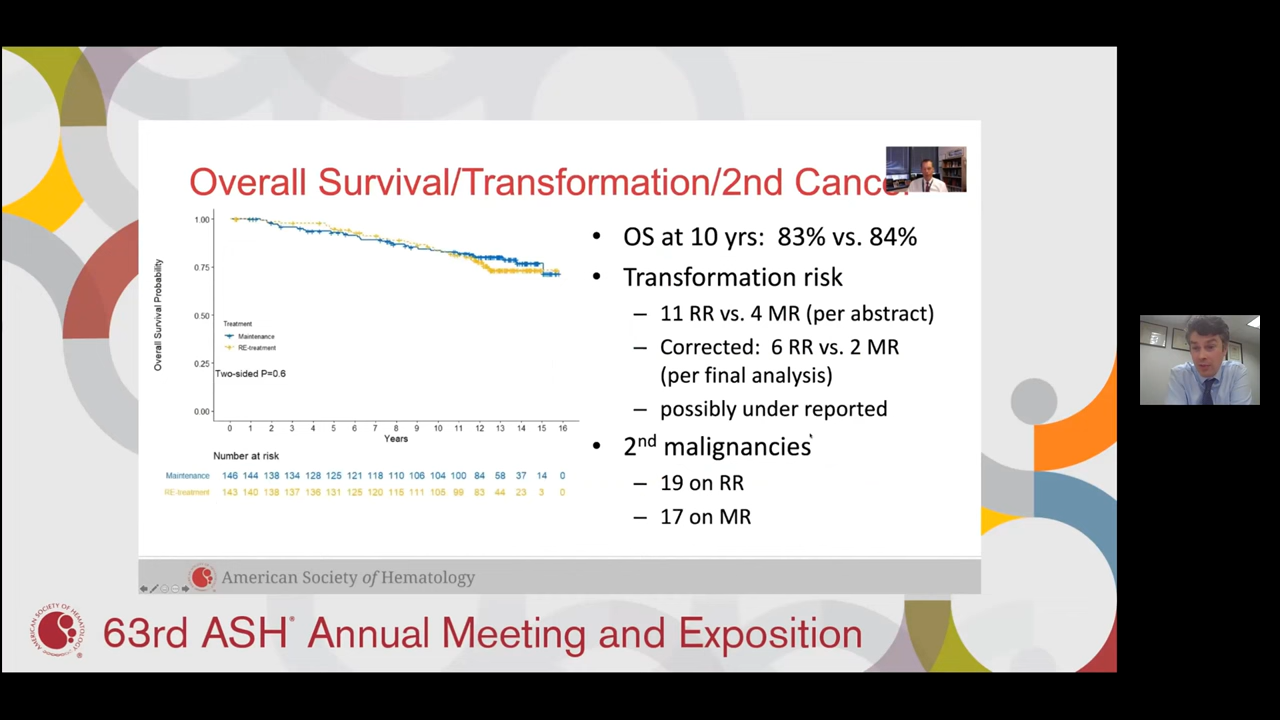 Overall Survival/Transformation/2nd Cancer
1.00
0.75
0.50
0.25
0.00
Overall Survival Probability
Treatment
Maintenance
RE-treatment
Two-sided P=0.6
0 1 2 3 4 5 6 7 8 9 10 11 12 13 14 15 16
Years
Number at risk
Maintenance 146 144 138 134 128 125 121 118 110 106 104 100 84 58 37 14 0
RE-treatment 143 140 138 137 136 131 125 120 115 111 105 99 83 44 23 3 0
• OS at 10 yrs: 83% vs. 84%
• Transformation risk
– 11 RR vs. 4 MR (per abstract)
– Corrected: 6 RR vs. 2 MR
(per final analysis)
– possibly under reported
• 2nd malignancies
– 19 on RR
– 17 on MR
American Society of Hematology
AMERICAN SOCIETY OF HEMATOLOGY
63rd ASH® Annual Meeting and Exposition